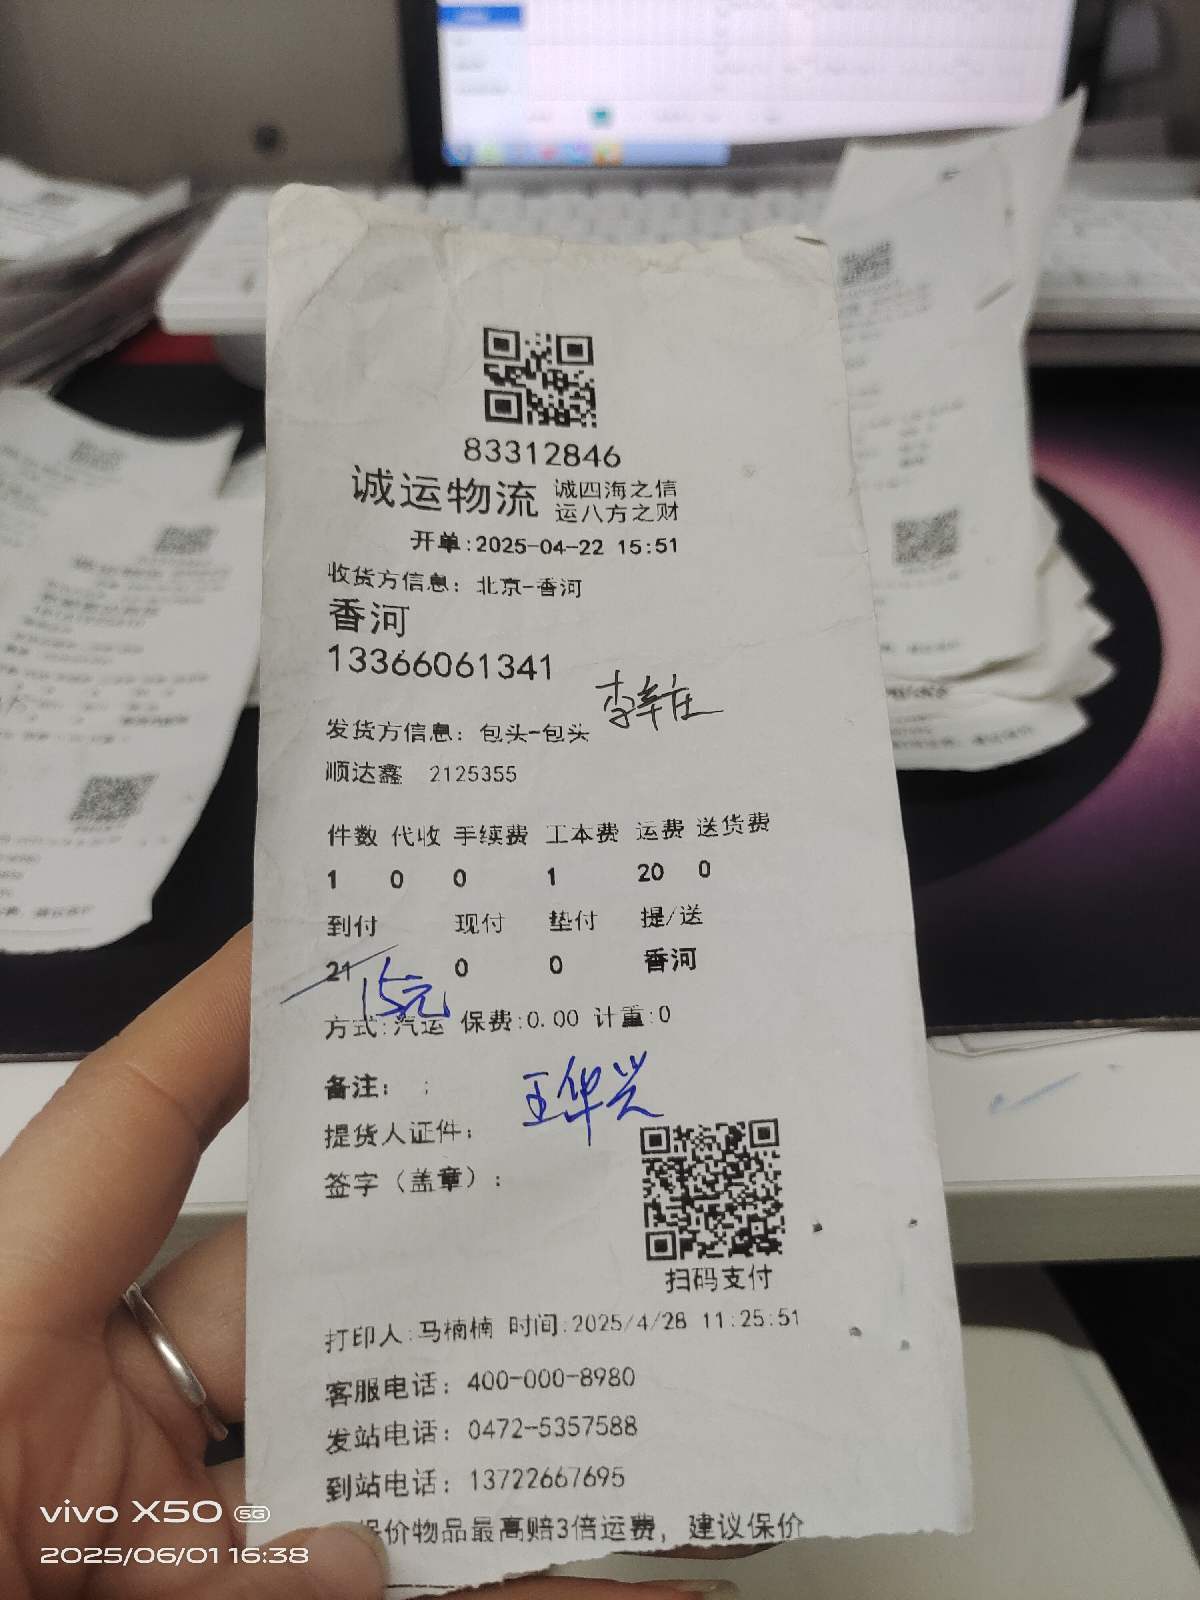 83312846
诚运物流 诚四海之信
运八方之财
开单:2025-04-22 15:51
收货方信息：北京-香河
香河
13366061341
李辛庄
发货方信息：包头-包头
顺达鑫 2125355
件数 代收 手续费 工本费 运费 送货费
1 0 0 1 20 0
到付 现付 垫付 提/送
21 0 0 香河
15元
方式:汽运 保费:0.00 计重:0
备注： ：
王华兴
提货人证件：
签字（盖章）：
扫码支付
打印人:马楠楠 时间:2025/4/28 11:25:51
客服电话：400-000-8980
发站电话：0472-5357588
到站电话：13722667695
保价物品最高赔3倍运费，建议保价
vivo X50 5G
2025/06/01 16:38